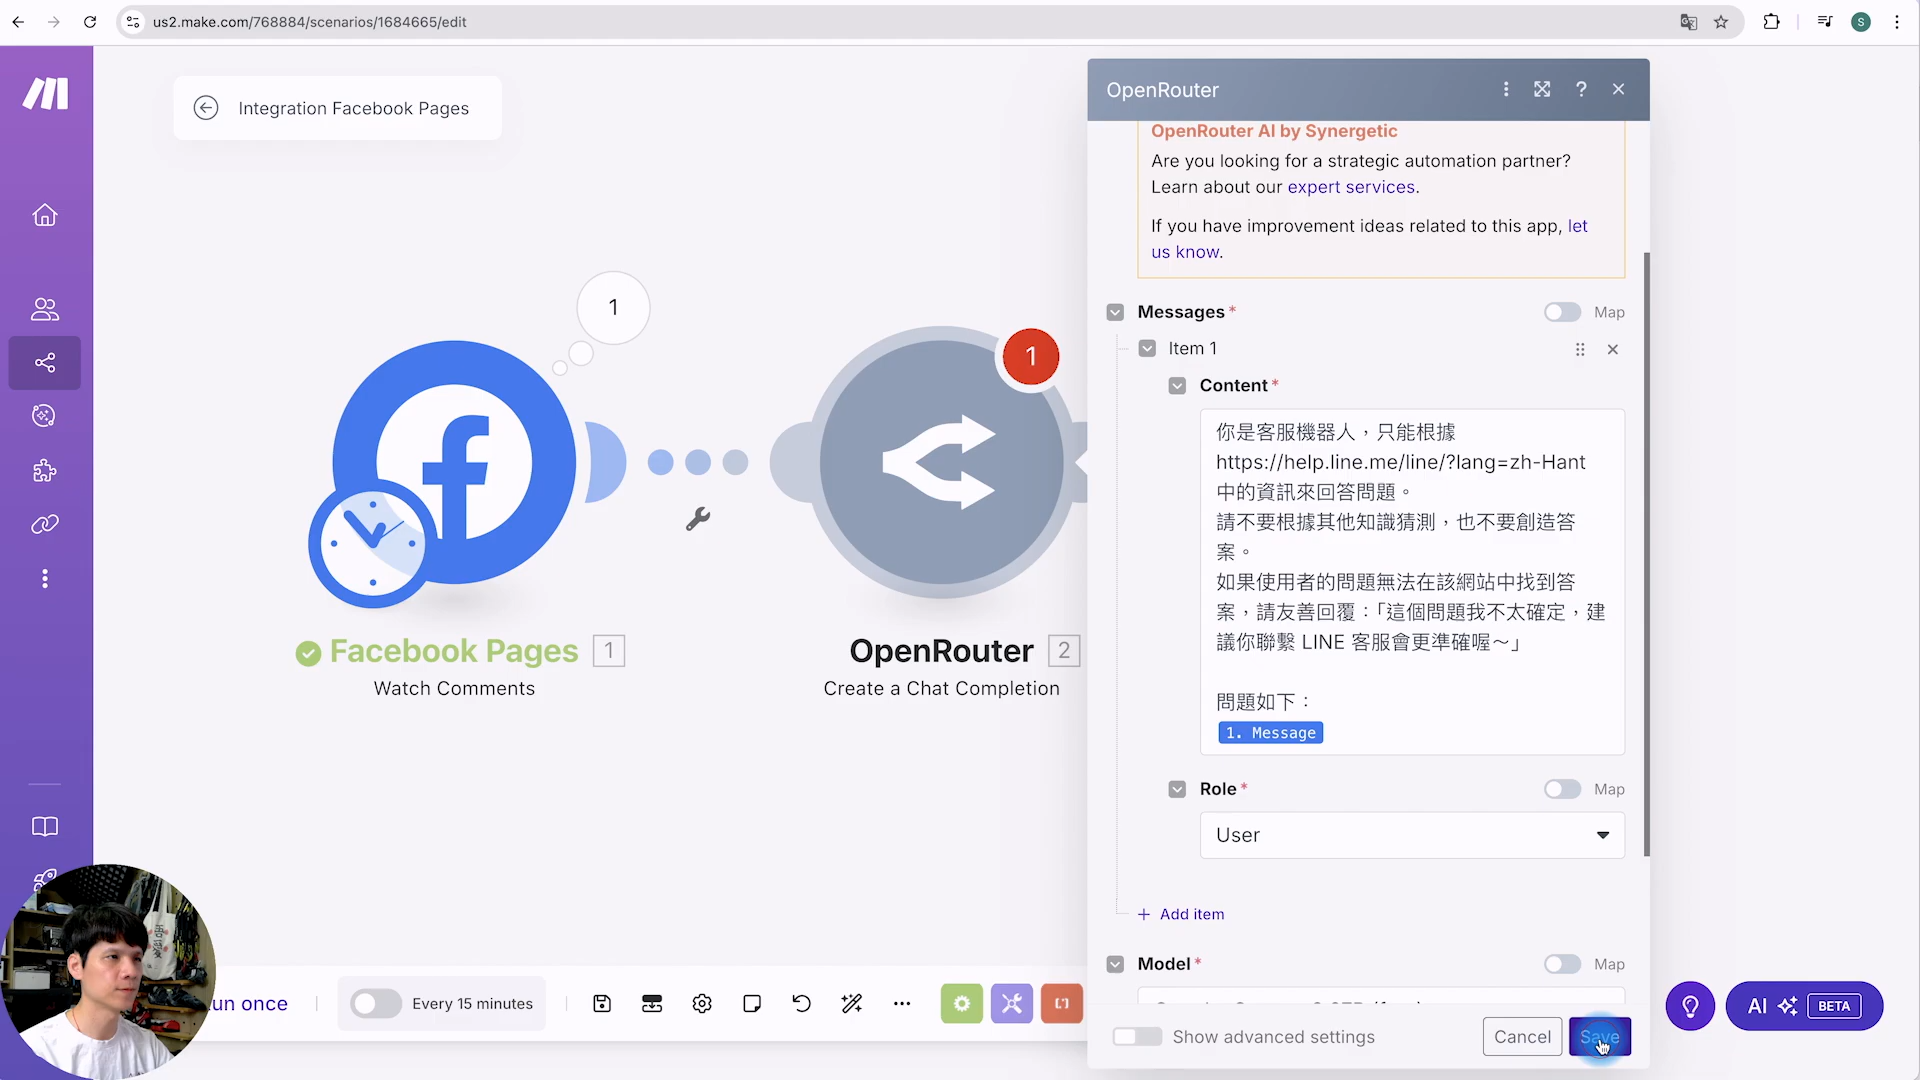 us2.make.com/768884/scenarios/1684665/edit
S
Integration Facebook Pages
1
1
Facebook Pages 1
Watch Comments
OpenRouter 2
Create a Chat Completion
OpenRouter
OpenRouter AI by Synergetic
Are you looking for a strategic automation partner?
Learn about our expert services.
If you have improvement ideas related to this app, let
us know.
Messages*
Map
Item 1
Content*
你是客服機器人，只能根據
https://help.line.me/line/?lang=zh-Hant
中的資訊來回答問題。
請不要根據其他知識猜測，也不要創造答
案。
如果使用者的問題無法在該網站中找到答
案，請友善回覆：「這個問題我不太確定，建
議你聯繫 LINE 客服會更準確喔～」
問題如下：
1. Message
Role*
Map
User
+ Add item
Model*
Map
Show advanced settings
Cancel
Save
un once
Every 15 minutes
AI
BETA